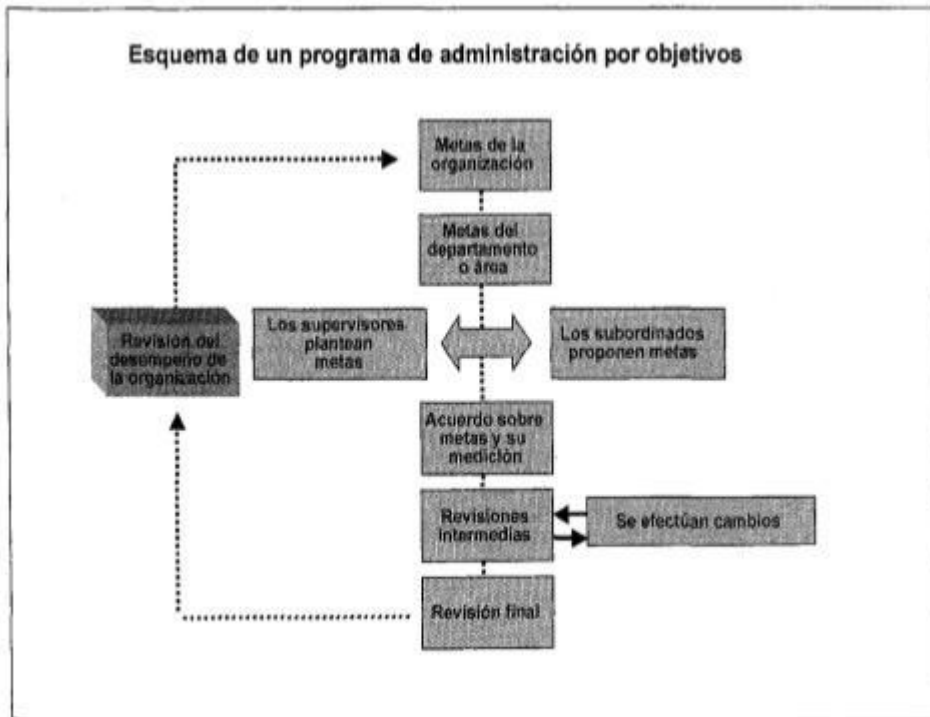 Esquema de un programa de administración por objetivos
Metas de la
organización
Metas del
departamento
o área
Revisión del
desempeño de
la organización
Los supervisores
plantean
metas
Los subordinados
proponen metas
Acuerdo sobre
metas y su
medición
Revisiones
intermedias
Se efectúan cambios
Revisión final